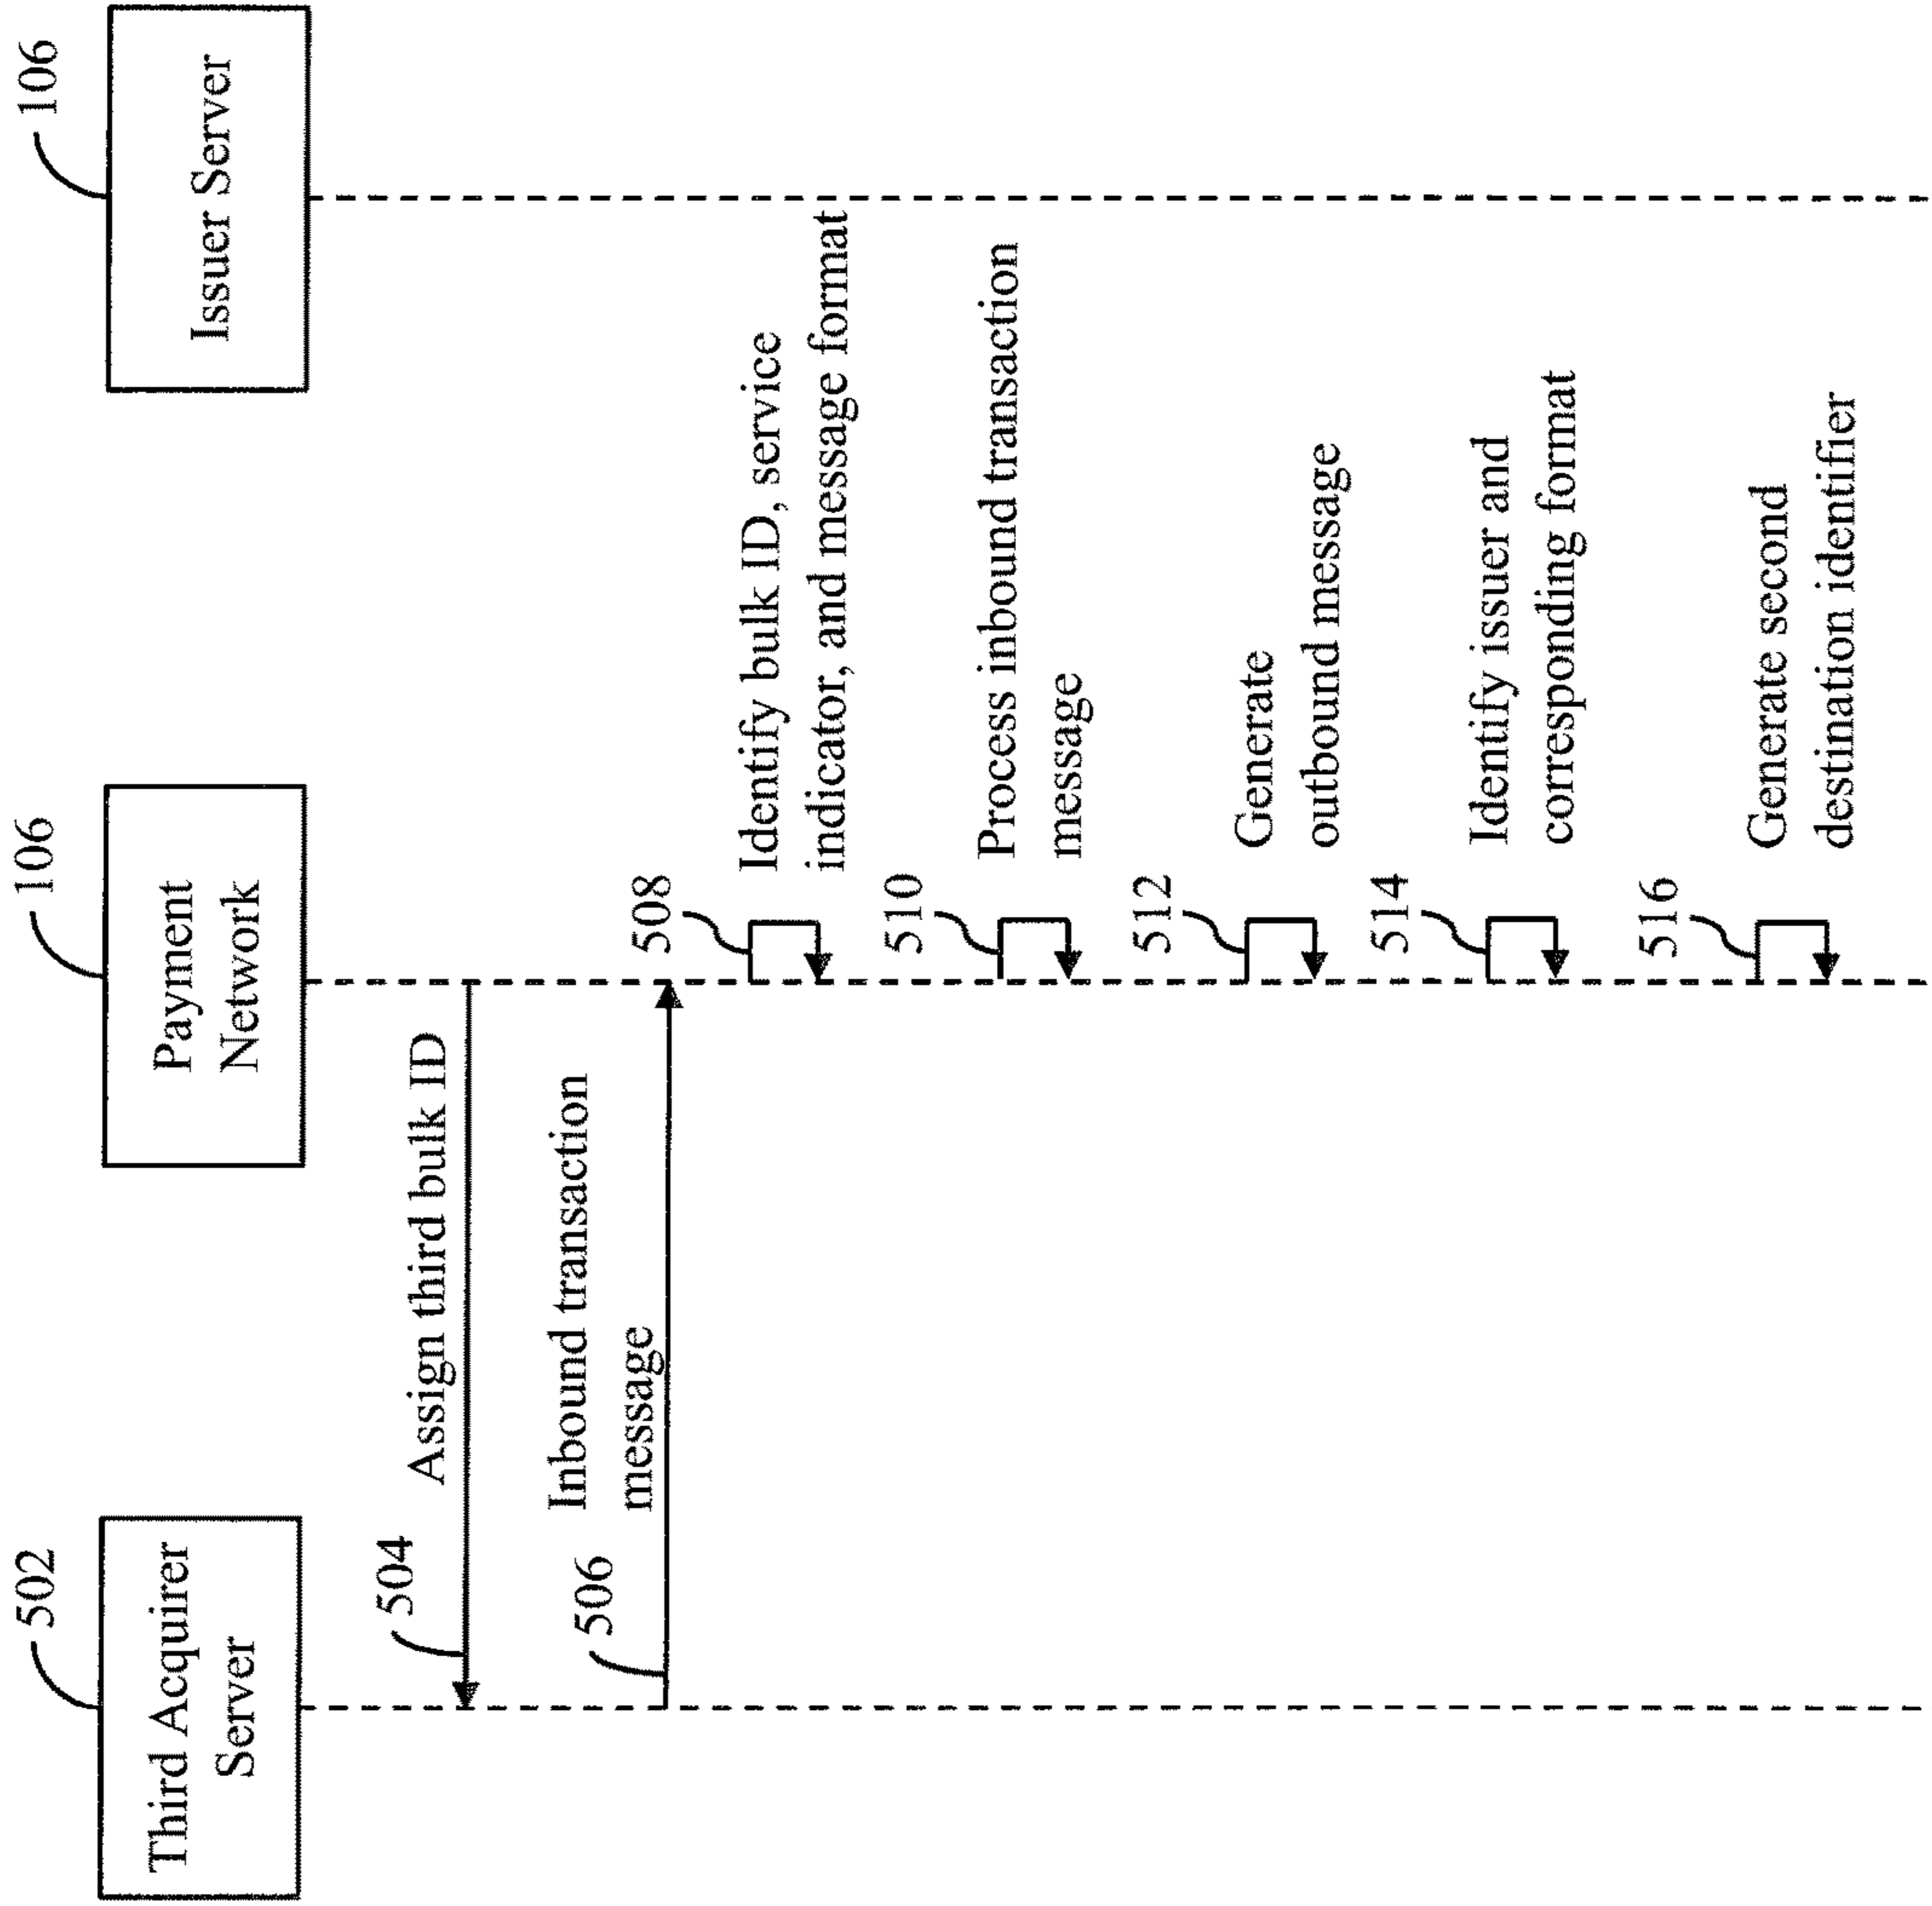 502
Third Acquirer
Server
106
Payment
Network
106
Issuer Server
504
Assign third bulk ID
506
Inbound transaction
message
508
Identify bulk ID, service
indicator, and message format
510
Process inbound transaction
message
512
Generate
outbound message
514
Identify issuer and
corresponding format
516
Generate second
destination identifier